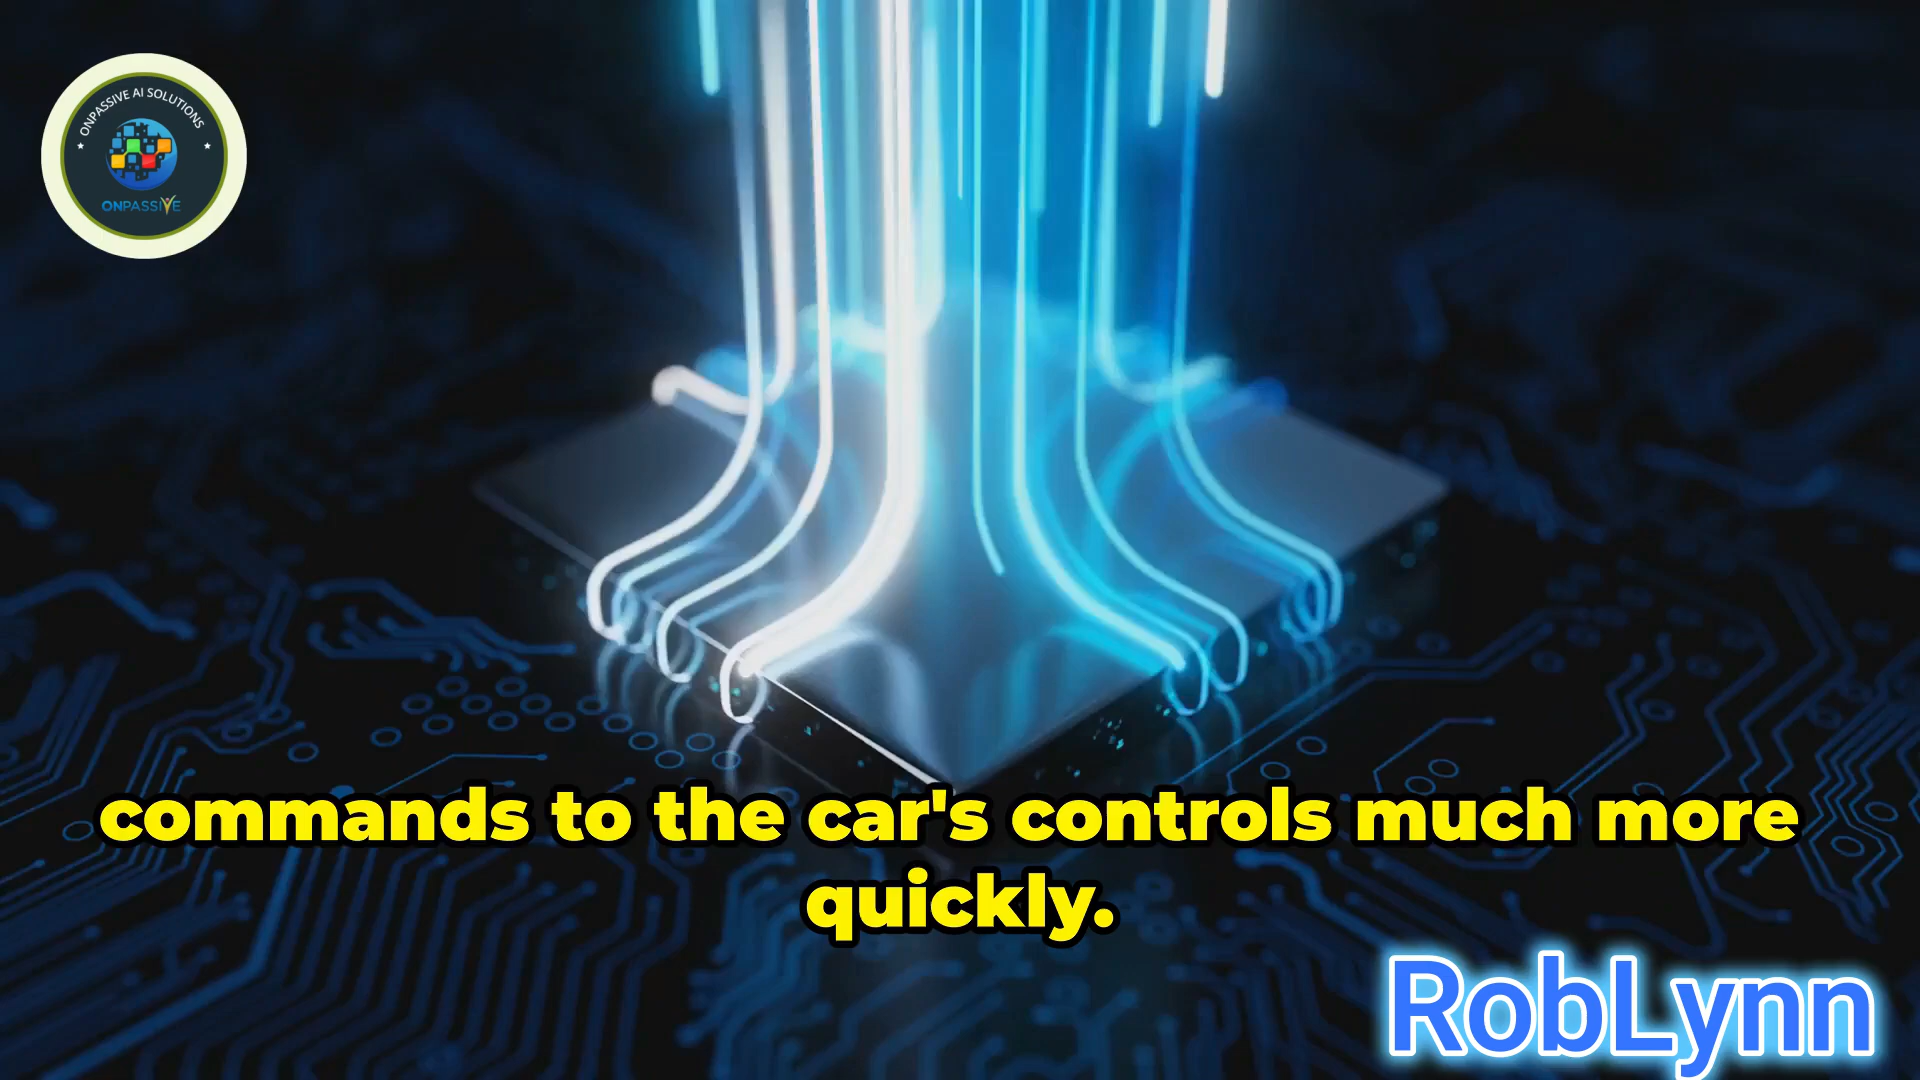 ONPASSIVE AI SOLUTIONS
ONPASSIVE
commands to the car's controls much more
quickly.
RobLynn